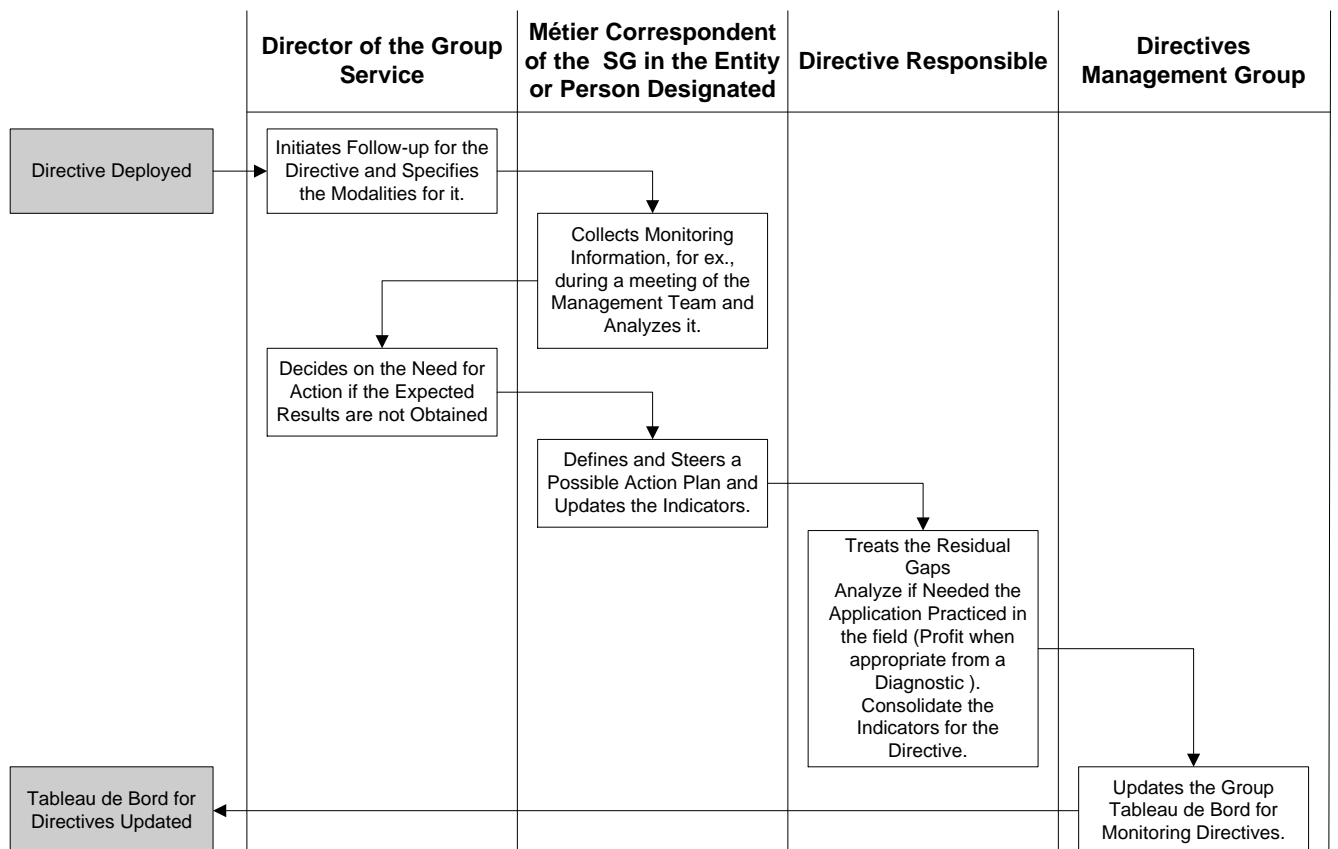 Director of the Group
Service
Métier Correspondent
of the SG in the Entity
or Person Designated
Directive Responsible
Directives
Management Group
Directive Deployed
Initiates Follow-up for the
Directive and Specifies
the Modalities for it.
Collects Monitoring
Information, for ex.,
during a meeting of the
Management Team and
Analyzes it.
Decides on the Need for
Action if the Expected
Results are not Obtained
Defines and Steers a
Possible Action Plan and
Updates the Indicators.
Treats the Residual
Gaps
Analyze if Needed the
Application Practiced in
the field (Profit when
appropriate from a
Diagnostic ).
Consolidate the
Indicators for the
Directive.
Updates the Group
Tableau de Bord for
Monitoring Directives.
Tableau de Bord for
Directives Updated